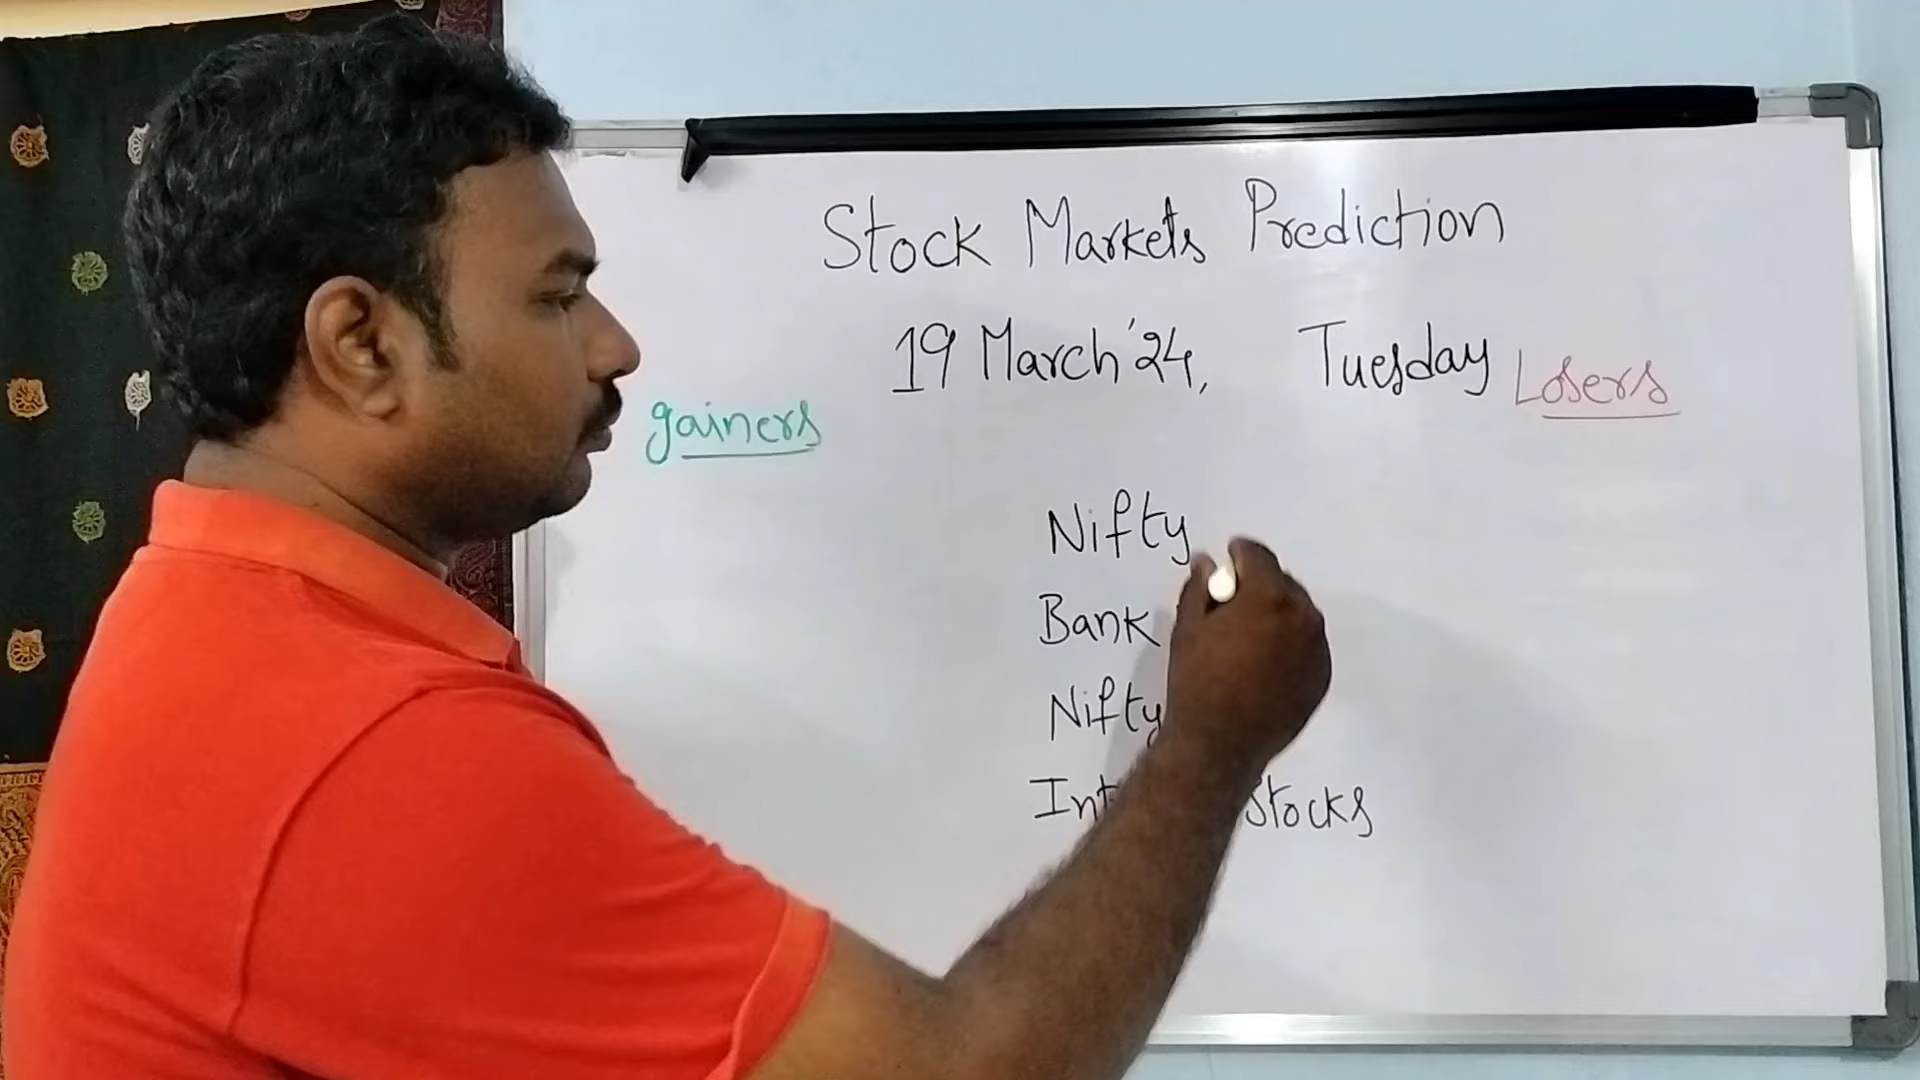 Stock Markets Prediction
19 March '24, Tuesday
Losers
gainers
Nifty
Bank
Nifty
Stocks